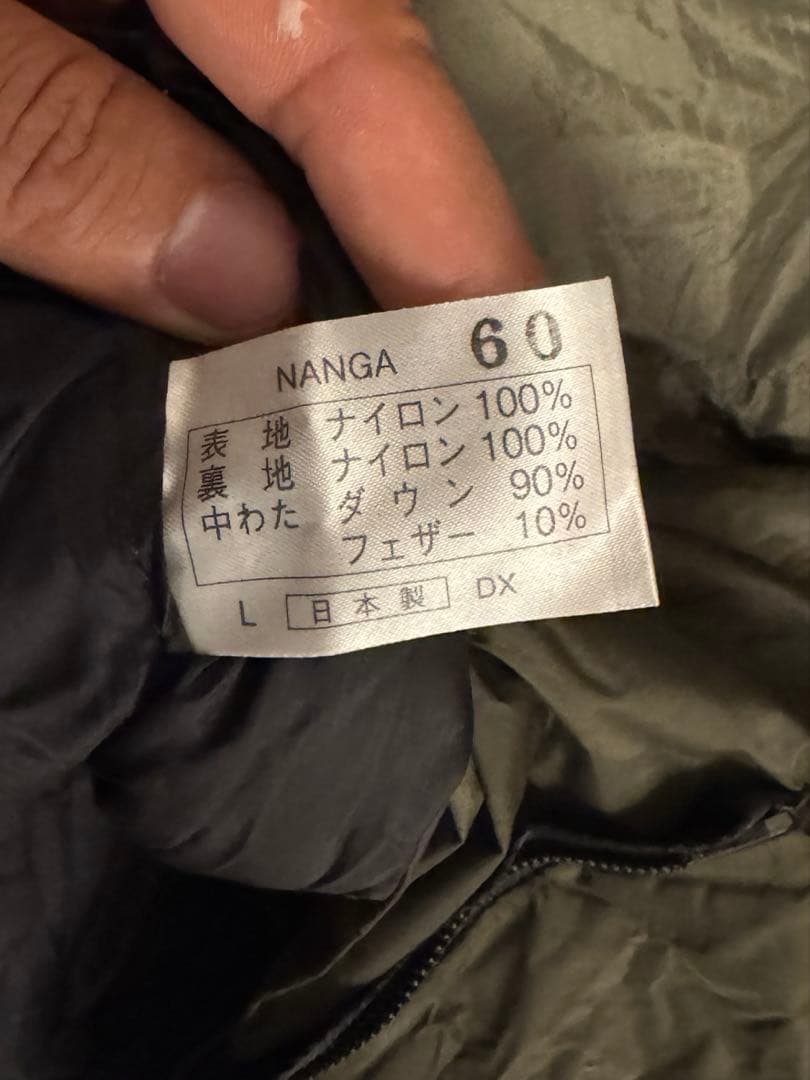 NANGA 60
表 地 ナイロン 100%
裏 地 ナイロン 100%
中わた ダウン 90%
フェザー 10%
L 日本製 DX